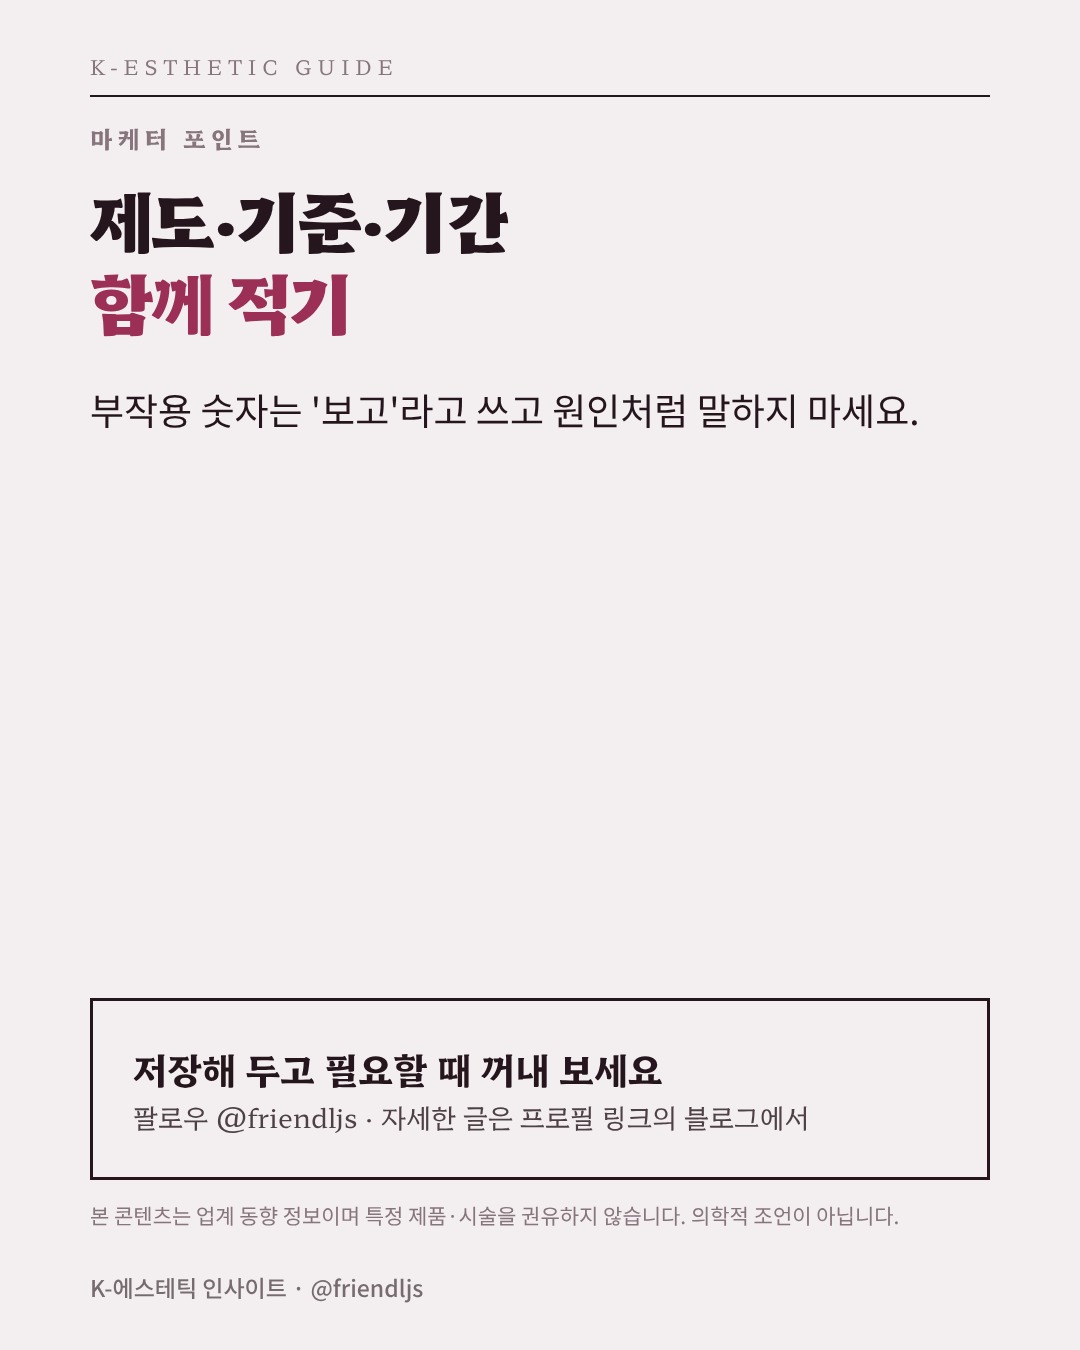 K-ESTHETIC GUIDE
마케터 포인트
제도·기준·기간
함께 적기
부작용 숫자는 '보고'라고 쓰고 원인처럼 말하지 마세요.
저장해 두고 필요할 때 꺼내 보세요
팔로우 @friendljs · 자세한 글은 프로필 링크의 블로그에서
본 콘텐츠는 업계 동향 정보이며 특정 제품·시술을 권유하지 않습니다. 의학적 조언이 아닙니다.
K-에스테틱 인사이트 · @friendljs